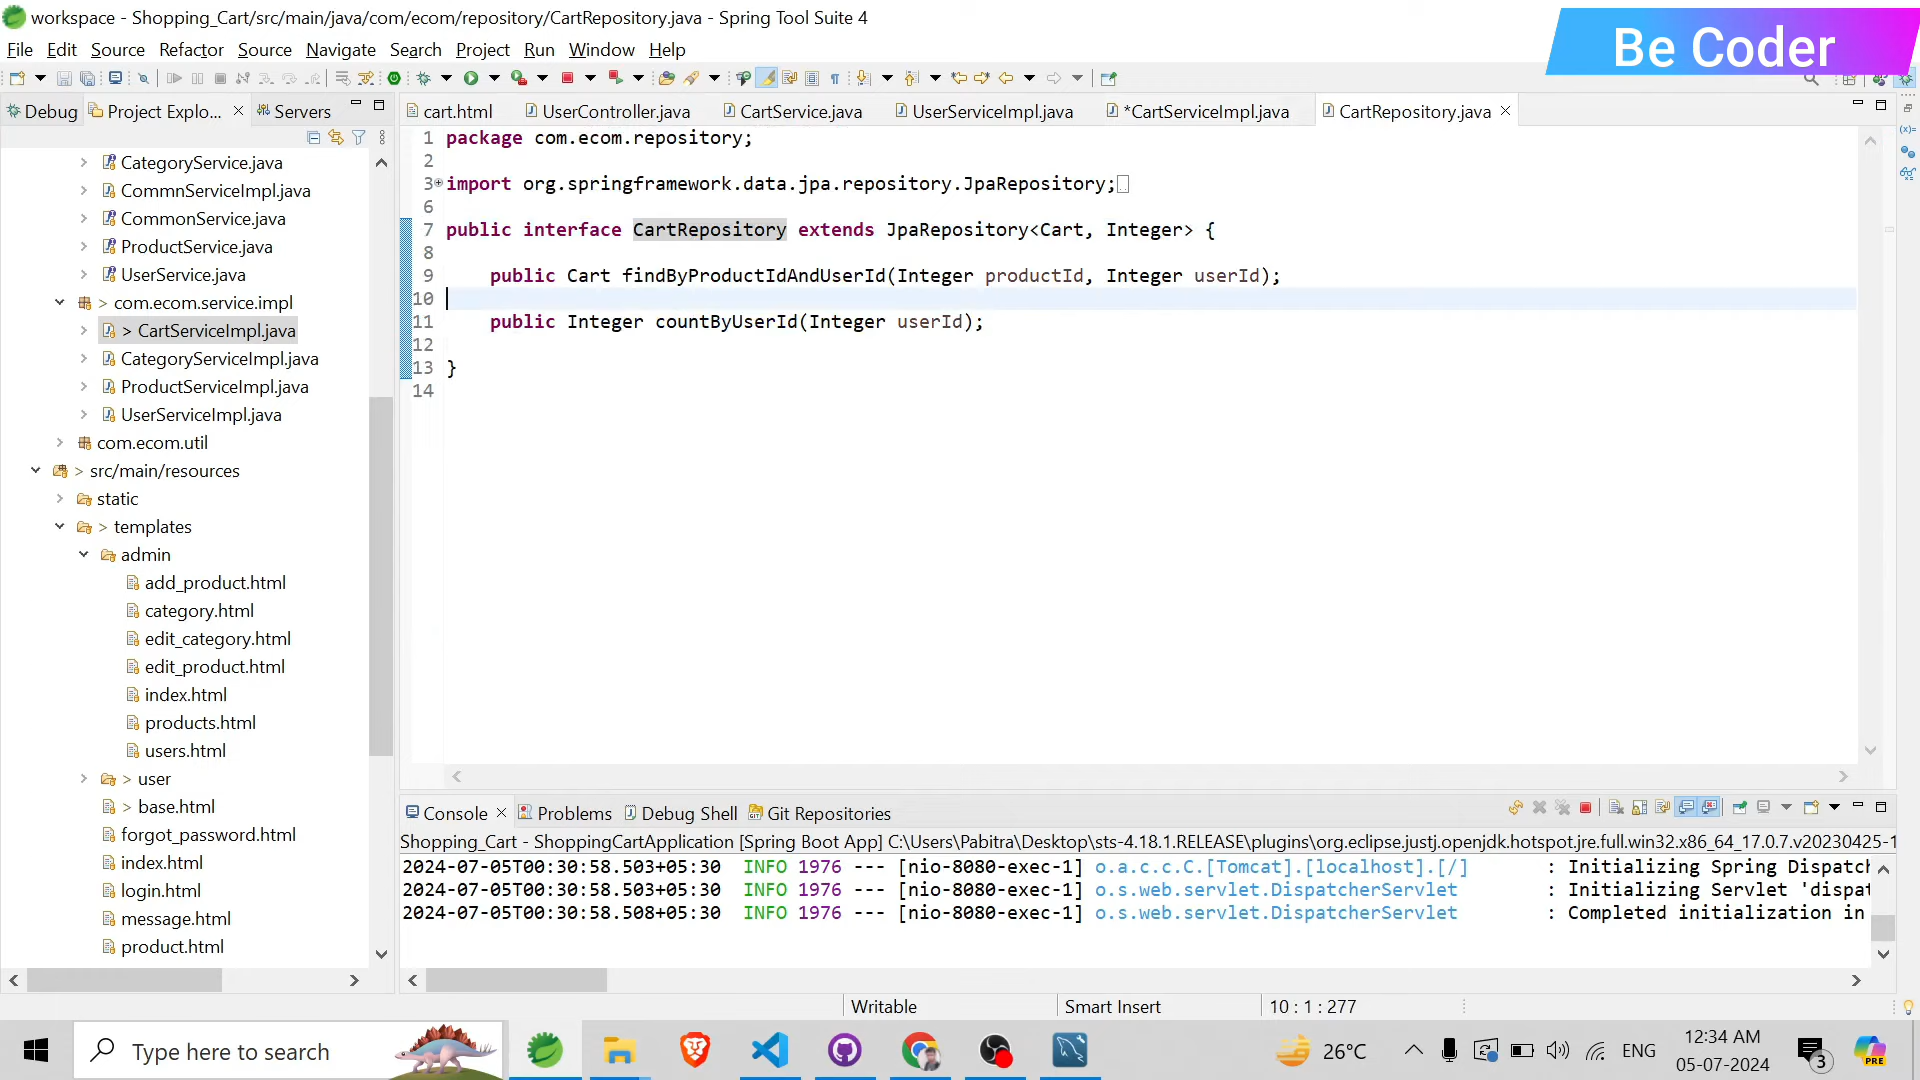 workspace - Shopping_Cart/src/main/java/com/ecom/repository/CartRepository.java - Spring Tool Suite 4
Be Coder
File Edit Source Refactor Source Navigate Search Project Run Window Help
Debug Project Explo... Servers
cart.html UserController.java CartService.java UserServiceImpl.java *CartServiceImpl.java CartRepository.java
CategoryService.java
CommnServiceImpl.java
CommonService.java
ProductService.java
UserService.java
> com.ecom.service.impl
> CartServiceImpl.java
CategoryServiceImpl.java
ProductServiceImpl.java
UserServiceImpl.java
com.ecom.util
> src/main/resources
static
> templates
admin
add_product.html
category.html
edit_category.html
edit_product.html
index.html
products.html
users.html
> user
> base.html
forgot_password.html
index.html
login.html
message.html
product.html
1 package com.ecom.repository;
2
3 import org.springframework.data.jpa.repository.JpaRepository;
6
7 public interface CartRepository extends JpaRepository<Cart, Integer> {
8
9 public Cart findByProductIdAndUserId(Integer productId, Integer userId);
10
11 public Integer countByUserId(Integer userId);
12
13 }
14
Console Problems Debug Shell Git Repositories
Shopping_Cart - ShoppingCartApplication [Spring Boot App] C:\Users\Pabitra\Desktop\sts-4.18.1.RELEASE\plugins\org.eclipse.justj.openjdk.hotspot.jre.full.win32.x86_64_17.0.7.v20230425-1
2024-07-05T00:30:58.503+05:30 INFO 1976 --- [nio-8080-exec-1] o.a.c.c.C.[Tomcat].[localhost].[/] : Initializing Spring Dispatch
2024-07-05T00:30:58.505+05:30 INFO 1976 --- [nio-8080-exec-1] o.s.web.servlet.DispatcherServlet : Initializing Servlet 'dispat
2024-07-05T00:30:58.508+05:30 INFO 1976 --- [nio-8080-exec-1] o.s.web.servlet.DispatcherServlet : Completed initialization in
Writable Smart Insert 10 : 1 : 277
Type here to search
26°C ENG
12:34 AM
05-07-2024
3
PRE